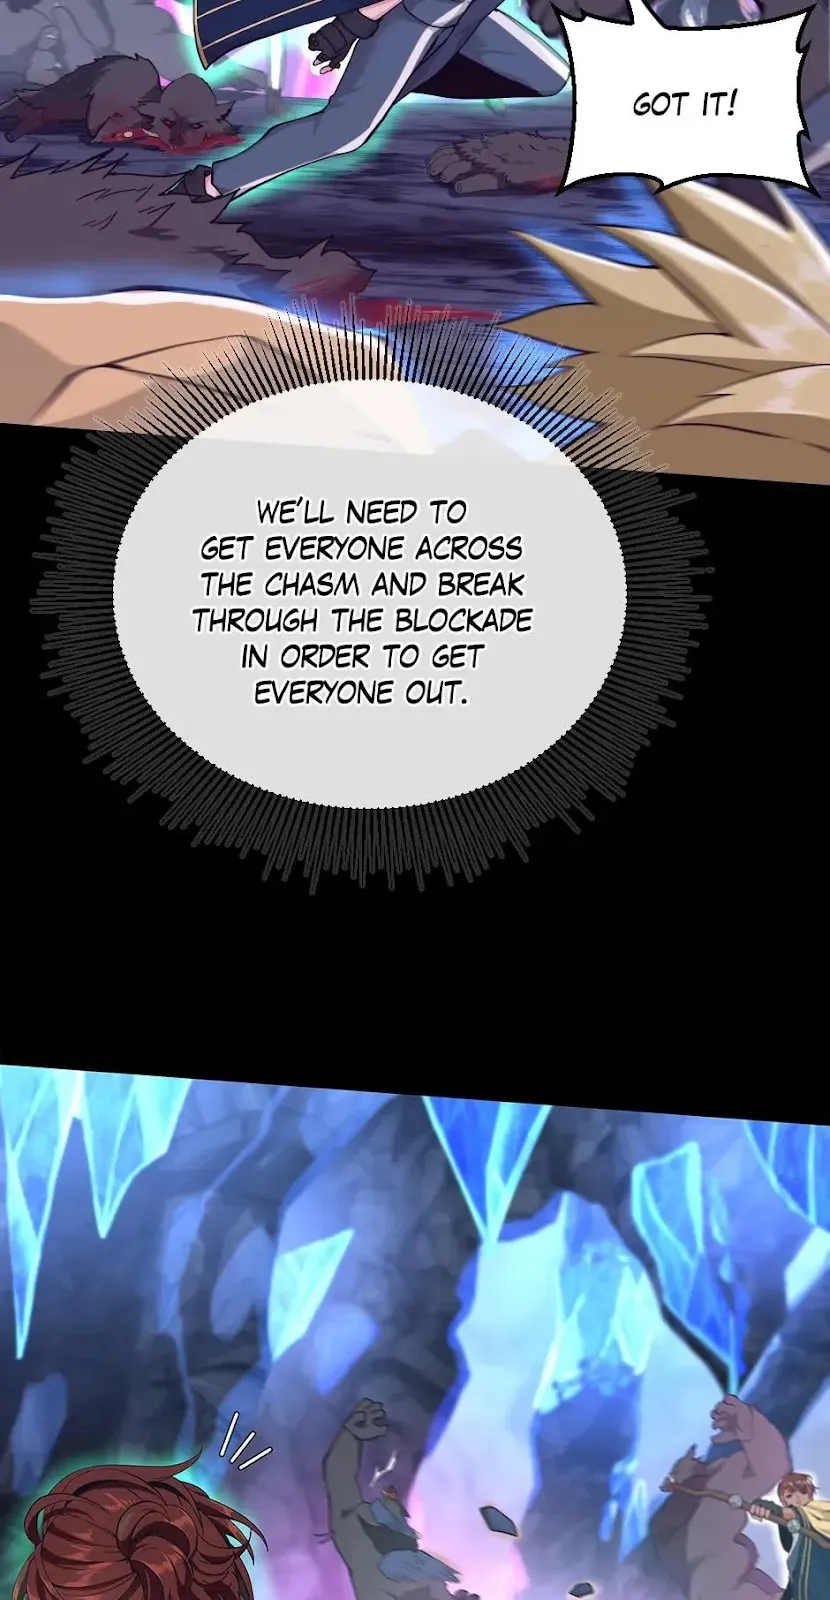 GOT IT!
WE'LL NEED TO
GET EVERYONE ACROSS
THE CHASM AND BREAK
THROUGH THE BLOCKADE
IN ORDER TO GET
EVERYONE OUT.